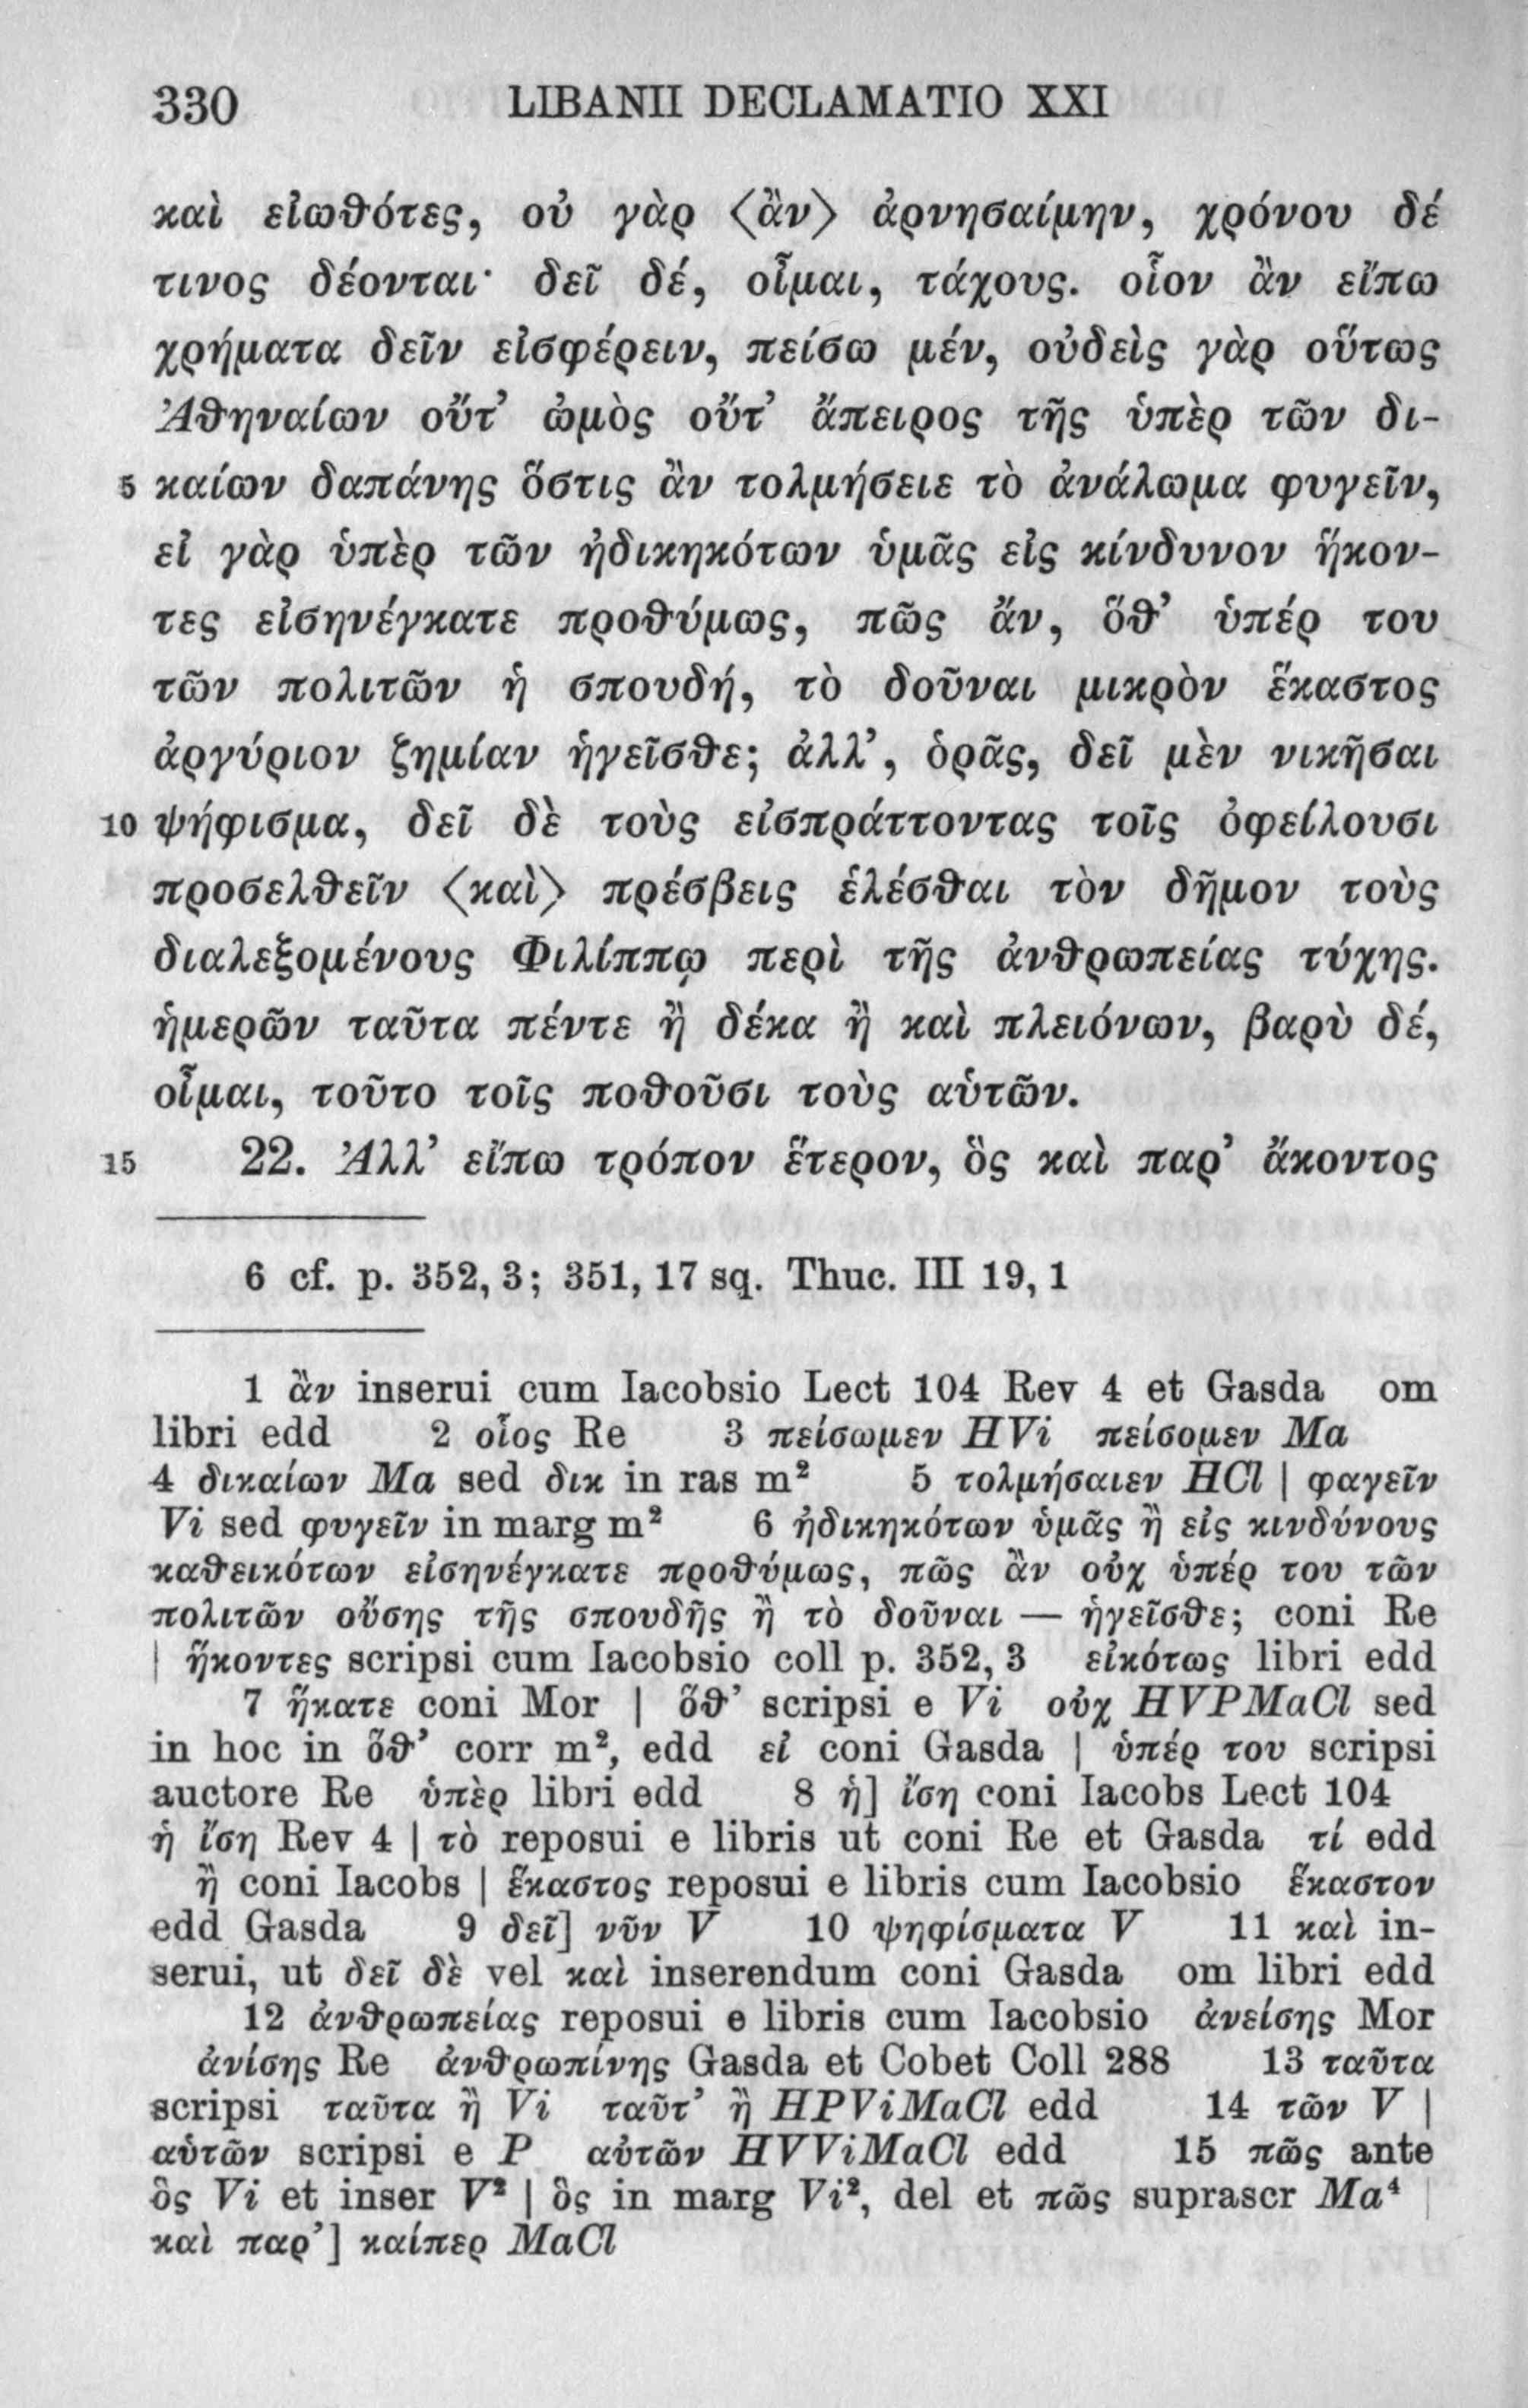 330 LIBANII DECLAMATIO XXI
καὶ εἰωθότες, οὐ γὰρ ⟨ἂν⟩ ἀρνησαίμην, χρόνου δέ
τινος δέονται· δεῖ δέ, οἶμαι, τάχους. οἷον ἂν εἴπω
χρήματα δεῖν εἰσφέρειν, πείσω μέν, οὐδεὶς γὰρ οὕτως
Ἀθηναίων οὔτ' ὠμὸς οὔτ' ἄπειρος τῆς ὑπὲρ τῶν δι-
5 καίων δαπάνης ὅστις ἂν τολμήσειε τὸ ἀνάλωμα φυγεῖν,
εἰ γὰρ ὑπὲρ τῶν ἠδικηκότων ὑμᾶς εἰς κίνδυνον ἥκον-
τες εἰσηνέγκατε προθύμως, πῶς ἄν, ὅθ' ὑπέρ του
τῶν πολιτῶν ἡ σπουδή, τὸ δοῦναι μικρὸν ἕκαστος
ἀργύριον ζημίαν ἡγεῖσθε; ἀλλ', ὁρᾷς, δεῖ μὲν νικῆσαι
10 ψήφισμα, δεῖ δὲ τοὺς εἰσπράττοντας τοῖς ὀφείλουσι
προσελθεῖν ⟨καὶ⟩ πρέσβεις ἑλέσθαι τὸν δῆμον τοὺς
διαλεξομένους Φιλίππῳ περὶ τῆς ἀνθρωπείας τύχης.
ἡμερῶν ταῦτα πέντε ἢ δέκα ἢ καὶ πλειόνων, βαρὺ δέ,
οἶμαι, τοῦτο τοῖς ποθοῦσι τοὺς αὑτῶν.
15 22. Ἀλλ' εἴπω τρόπον ἕτερον, ὃς καὶ παρ' ἄκοντος
6 cf. p. 352, 3; 351, 17 sq. Thuc. III 19, 1
1 ἂν inserui cum Iacobsio Lect 104 Rev 4 et Gasda om
libri edd 2 οἷος Re 3 πείσωμεν HVi πείσομεν Ma
4 δικαίων Ma sed δικ in ras m² 5 τολμήσαιεν HCl | φαγεῖν
Vi sed φυγεῖν in marg m² 6 ἠδικηκότων ὑμᾶς ἢ εἰς κινδύνους
καθεικότων εἰσηνέγκατε προθύμως, πῶς ἂν οὐχ ὑπέρ του τῶν
πολιτῶν οὔσης τῆς σπουδῆς ἢ τὸ δοῦναι — ἡγεῖσθε; coni Re
| ἥκοντες scripsi cum Iacobsio coll p. 352, 3 εἰκότως libri edd
7 ἥκατε coni Mor | ὅθ' scripsi e Vi οὐχ HVPMaCl sed
in hoc in ὅθ' corr m², edd εἰ coni Gasda | ὑπέρ του scripsi
auctore Re ὑπὲρ libri edd 8 ἡ] ἴση coni Iacobs Lect 104
ἡ ἴση Rev 4 | τὸ reposui e libris ut coni Re et Gasda τί edd
ἢ coni Iacobs | ἕκαστος reposui e libris cum Iacobsio ἕκαστον
edd Gasda 9 δεῖ] νῦν V 10 ψηφίσματα V 11 καὶ in-
serui, ut δεῖ δὲ vel καὶ inserendum coni Gasda om libri edd
12 ἀνθρωπείας reposui e libris cum Iacobsio ἀνείσης Mor
ἀνίσης Re ἀνθρωπίνης Gasda et Cobet Coll 288 13 ταῦτα
scripsi ταῦτα ἢ Vi ταῦτ' ἢ HPViMaCl edd 14 τῶν V |
αὑτῶν scripsi e P αὐτῶν HVViMaCl edd 15 πῶς ante
ὃς Vi et inser V² | ὃς in marg Vi², del et πῶς suprascr Ma⁴ |
καὶ παρ'] καίπερ MaCl